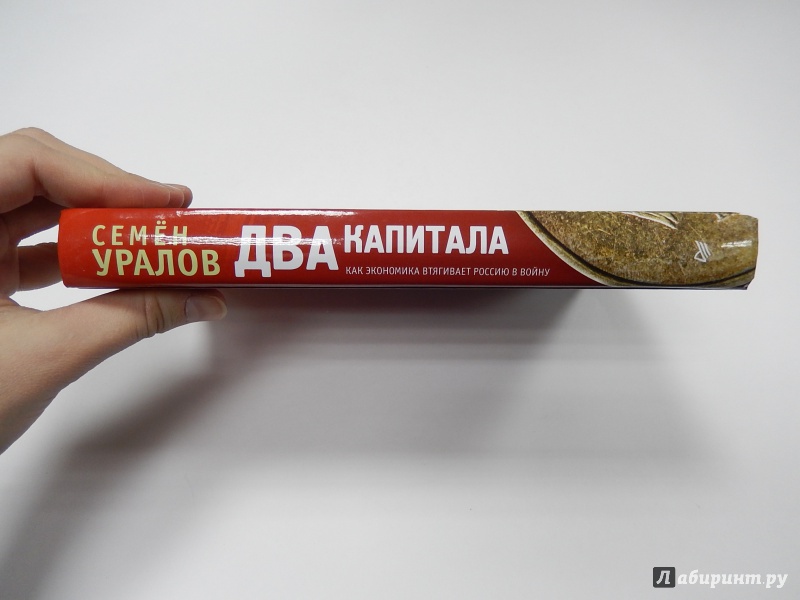 СЕМЁН
УРАЛОВ
ДВА КАПИТАЛА
КАК ЭКОНОМИКА ВТЯГИВАЕТ РОССИЮ В ВОЙНУ
Лабиринт.ру